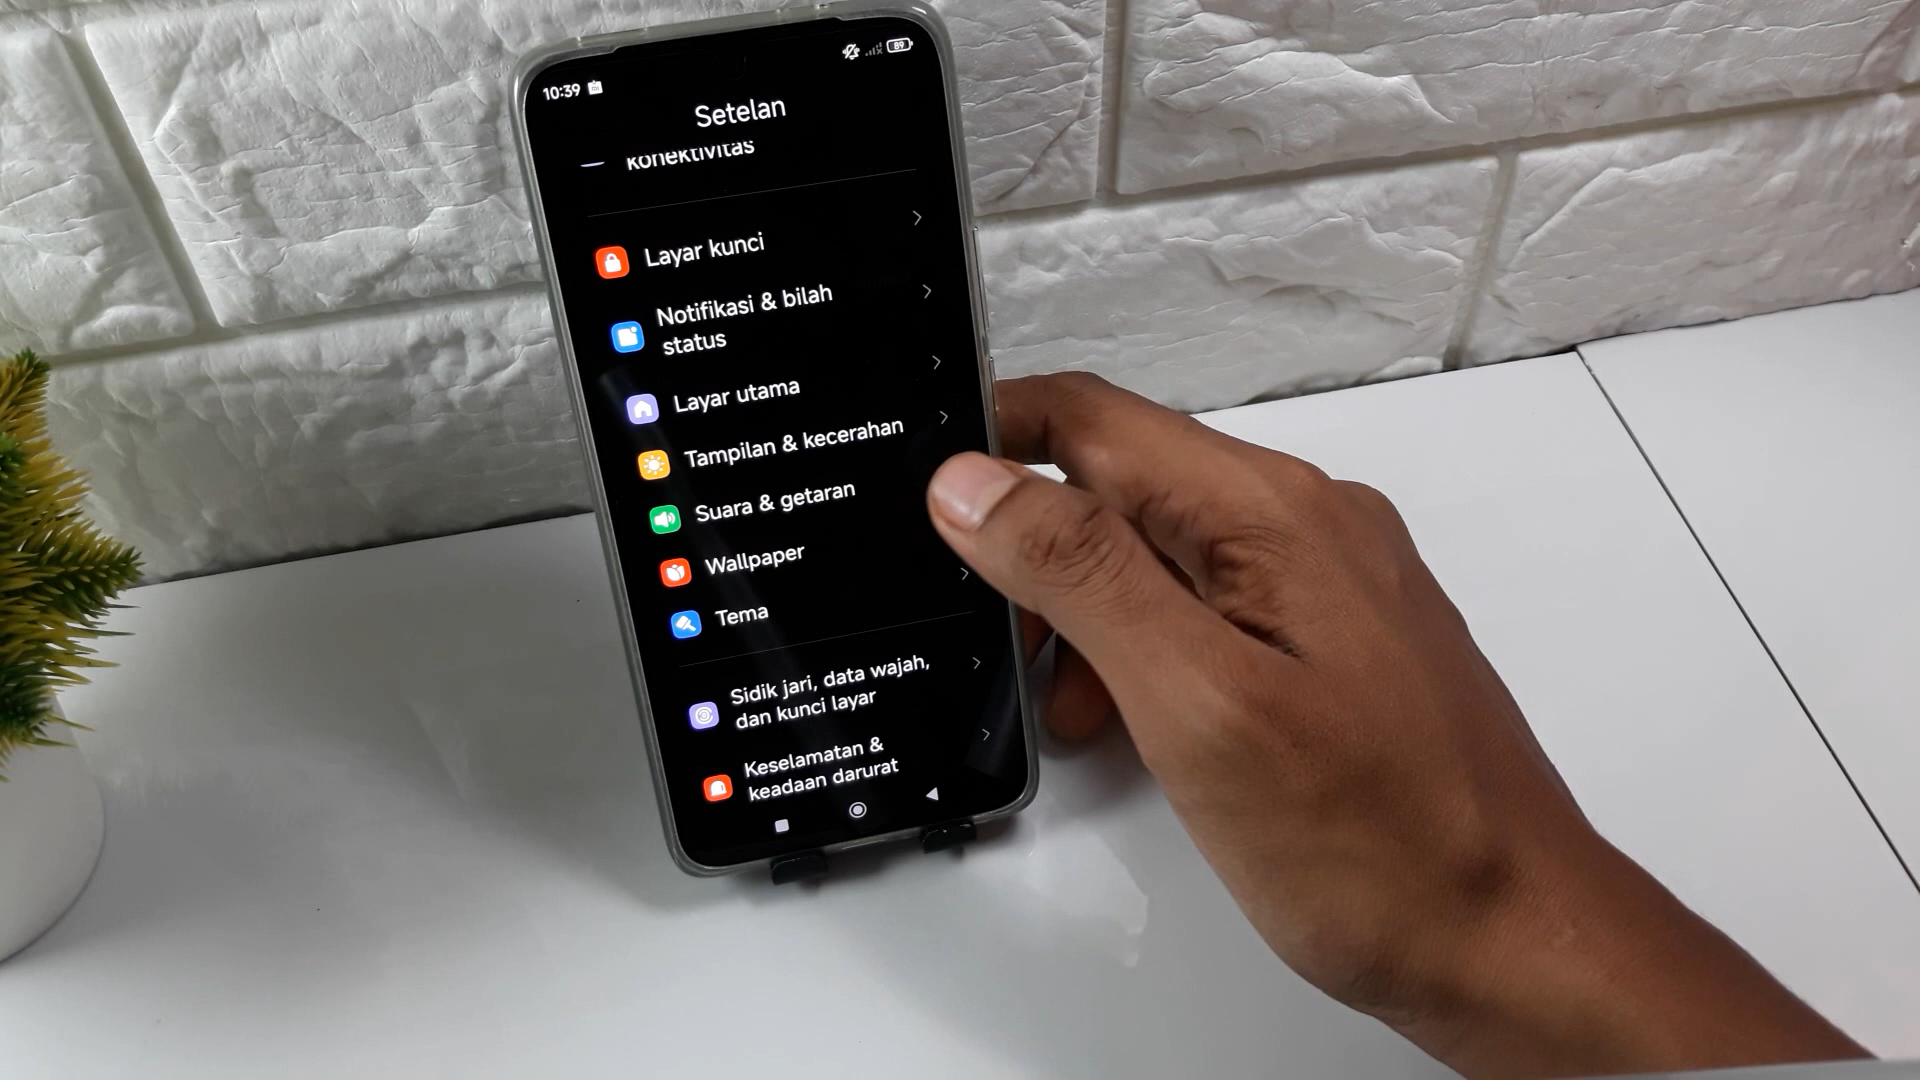 10:39
89
Setelan
konektivitas
Layar kunci
Notifikasi & bilah
status
Layar utama
Tampilan & kecerahan
Suara & getaran
Wallpaper
Tema
Sidik jari, data wajah,
dan kunci layar
Keselamatan &
keadaan darurat